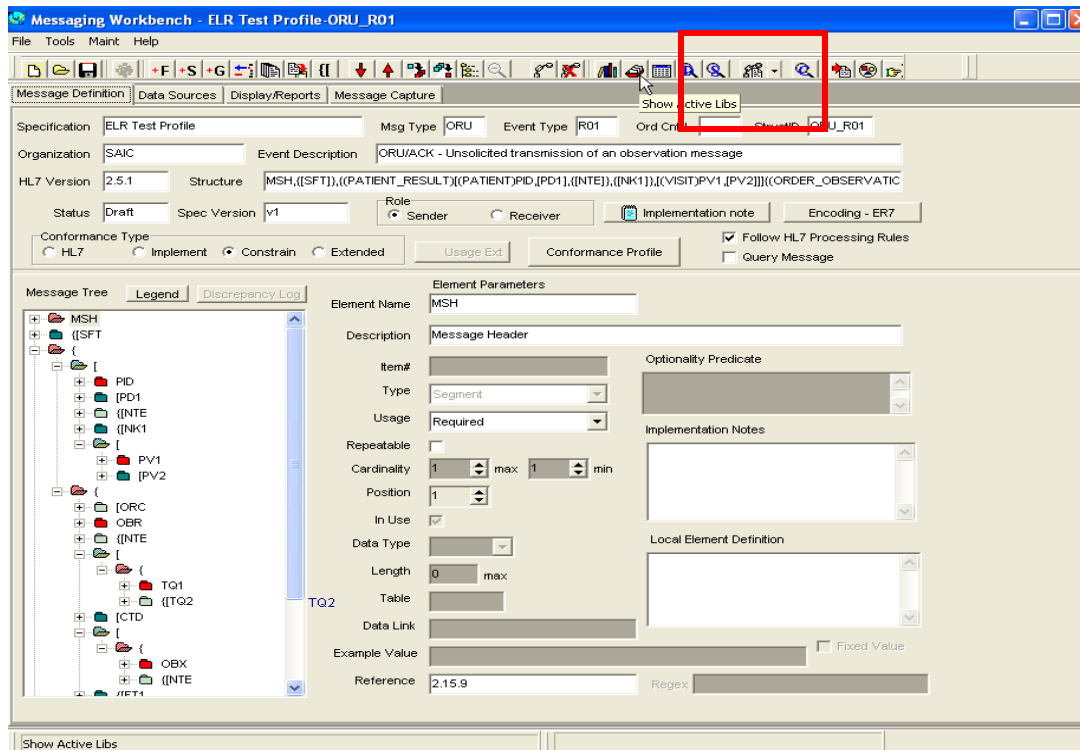 Messaging Workbench - ELR Test Profile-ORU_R01
File Tools Maint Help
+F +S +G
Message Definition Data Sources Display/Reports Message Capture
Show Active Libs
Specification ELR Test Profile Msg Type ORU Event Type R01 Ord Cntrl StructID ORU_R01
Organization SAIC Event Description ORU/ACK - Unsolicited transmission of an observation message
HL7 Version 2.5.1 Structure MSH,{[SFT]},{(PATIENT_RESULT)[(PATIENT)PID,[PD1],{[NTE]},{[NK1]},[(VISIT)PV1,[PV2]]]{(ORDER_OBSERVATIC
Status Draft Spec Version v1 Role Sender Receiver Implementation note Encoding - ER7
Conformance Type
HL7 Implement Constrain Extended Usage Ext Conformance Profile
Follow HL7 Processing Rules
Query Message
Message Tree Legend Discrepancy Log
MSH
{[SFT
{
[
PID
[PD1
{[NTE
{[NK1
[
PV1
[PV2
{
[ORC
OBR
{[NTE
[
{
TQ1
{[TQ2
TQ2
[CTD
[
{
OBX
{[NTE
Element Parameters
Element Name MSH
Description Message Header
Item#
Type Segment
Usage Required
Repeatable
Cardinality 1 max 1 min
Position 1
In Use
Data Type
Length 0 max
Table
Data Link
Example Value
Reference 2.15.9
Optionality Predicate
Implementation Notes
Local Element Definition
Fixed Value
Regex
Show Active Libs